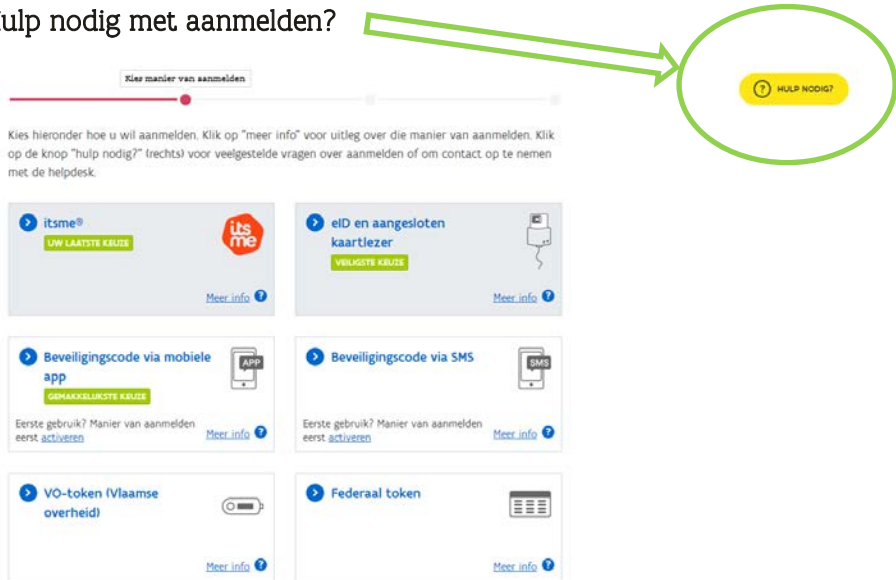 ulp nodig met aanmelden?
HULP NODIG?
Kies manier van aanmelden
Kies hieronder hoe u wil aanmelden. Klik op "meer info" voor uitleg over die manier van aanmelden. Klik
op de knop "hulp nodig?" (rechts) voor veelgestelde vragen over aanmelden of om contact op te nemen
met de helpdesk.
itsme®
UW LAATSTE KEUZE
its
me
Meer info
eID en aangesloten
kaartlezer
VEILIGSTE KEUZE
Meer info
Beveiligingscode via mobiele
app
GEMAKKELIJKSTE KEUZE
APP
Eerste gebruik? Manier van aanmelden
eerst activeren
Meer info
Beveiligingscode via SMS
SMS
Eerste gebruik? Manier van aanmelden
eerst activeren
Meer info
VO-token (Vlaamse
overheid)
Meer info
Federaal token
Meer info